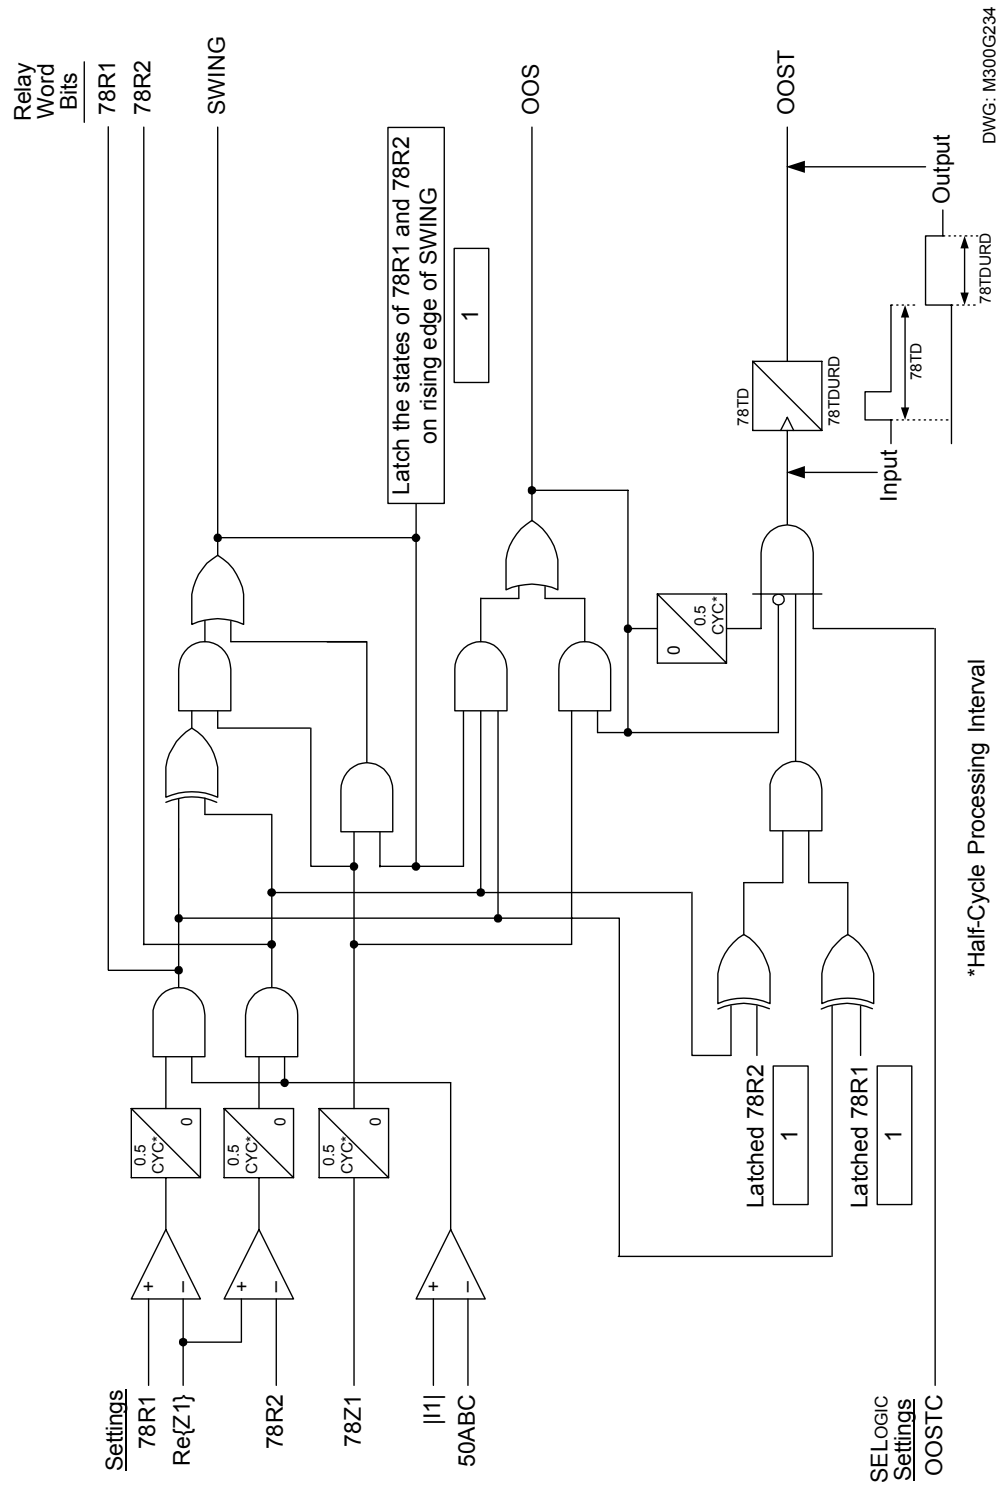 Settings
78R1
Re{Z1}
78R2
78Z1
|I1|
50ABC
SELOGIC
Settings
OOSTC
+
–
+
–
+
–
0.5
CYC*
0
0.5
CYC*
0
0.5
CYC*
0
Latched 78R2
1
Latched 78R1
1
Relay
Word
Bits
78R1
78R2
SWING
Latch the states of 78R1 and 78R2
on rising edge of SWING
1
OOS
0
0.5
CYC*
78TD
78TDURD
OOST
Input
78TD
78TDURD
Output
*Half-Cycle Processing Interval
DWG: M300G234